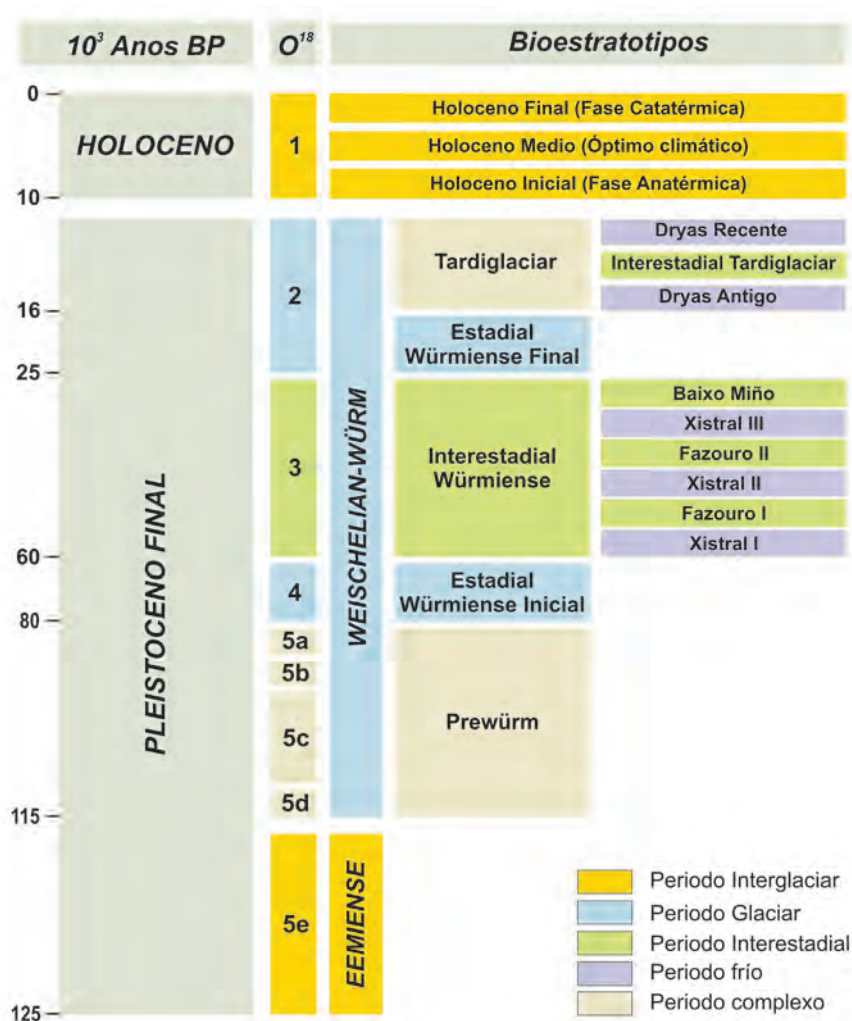 10³ Anos BP
O¹⁸
Bioestratotipos
0
HOLOCENO
1
Holoceno Final (Fase Catatérmica)
Holoceno Medio (Óptimo climático)
Holoceno Inicial (Fase Anatérmica)
10
PLEISTOCENO FINAL
WEISCHELIAN-WÜRM
2
Tardiglaciar
Dryas Recente
Interestadial Tardiglaciar
Dryas Antigo
16
Estadial
Würmiense Final
25
3
Interestadial
Würmiense
Baixo Miño
Xistral III
Fazouro II
Xistral II
Fazouro I
Xistral I
60
4
Estadial
Würmiense Inicial
80
5a
5b
5c
5d
Prewürm
115
5e
EEMIENSE
125
Periodo Interglaciar
Periodo Glaciar
Periodo Interestadial
Periodo frío
Periodo complexo